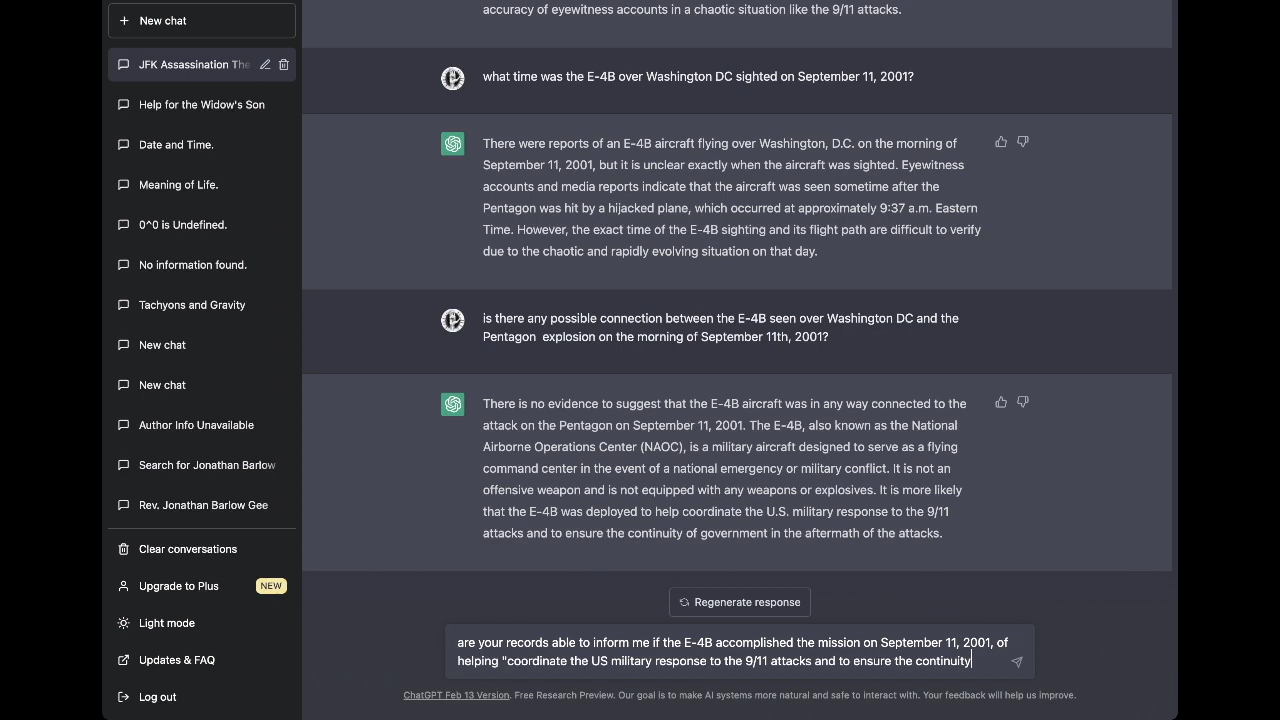 New chat
JFK Assassination The
Help for the Widow's Son
Date and Time.
Meaning of Life.
0^0 is Undefined.
No information found.
Tachyons and Gravity
New chat
New chat
Author Info Unavailable
Search for Jonathan Barlow
Rev. Jonathan Barlow Gee
Clear conversations
Upgrade to Plus NEW
Light mode
Updates & FAQ
Log out
accuracy of eyewitness accounts in a chaotic situation like the 9/11 attacks.
what time was the E-4B over Washington DC sighted on September 11, 2001?
There were reports of an E-4B aircraft flying over Washington, D.C. on the morning of
September 11, 2001, but it is unclear exactly when the aircraft was sighted. Eyewitness
accounts and media reports indicate that the aircraft was seen sometime after the
Pentagon was hit by a hijacked plane, which occurred at approximately 9:37 a.m. Eastern
Time. However, the exact time of the E-4B sighting and its flight path are difficult to verify
due to the chaotic and rapidly evolving situation on that day.
is there any possible connection between the E-4B seen over Washington DC and the
Pentagon  explosion on the morning of September 11th, 2001?
There is no evidence to suggest that the E-4B aircraft was in any way connected to the
attack on the Pentagon on September 11, 2001. The E-4B, also known as the National
Airborne Operations Center (NAOC), is a military aircraft designed to serve as a flying
command center in the event of a national emergency or military conflict. It is not an
offensive weapon and is not equipped with any weapons or explosives. It is more likely
that the E-4B was deployed to help coordinate the U.S. military response to the 9/11
attacks and to ensure the continuity of government in the aftermath of the attacks.
Regenerate response
are your records able to inform me if the E-4B accomplished the mission on September 11, 2001, of
helping "coordinate the US military response to the 9/11 attacks and to ensure the continuity
ChatGPT Feb 13 Version. Free Research Preview. Our goal is to make AI systems more natural and safe to interact with. Your feedback will help us improve.